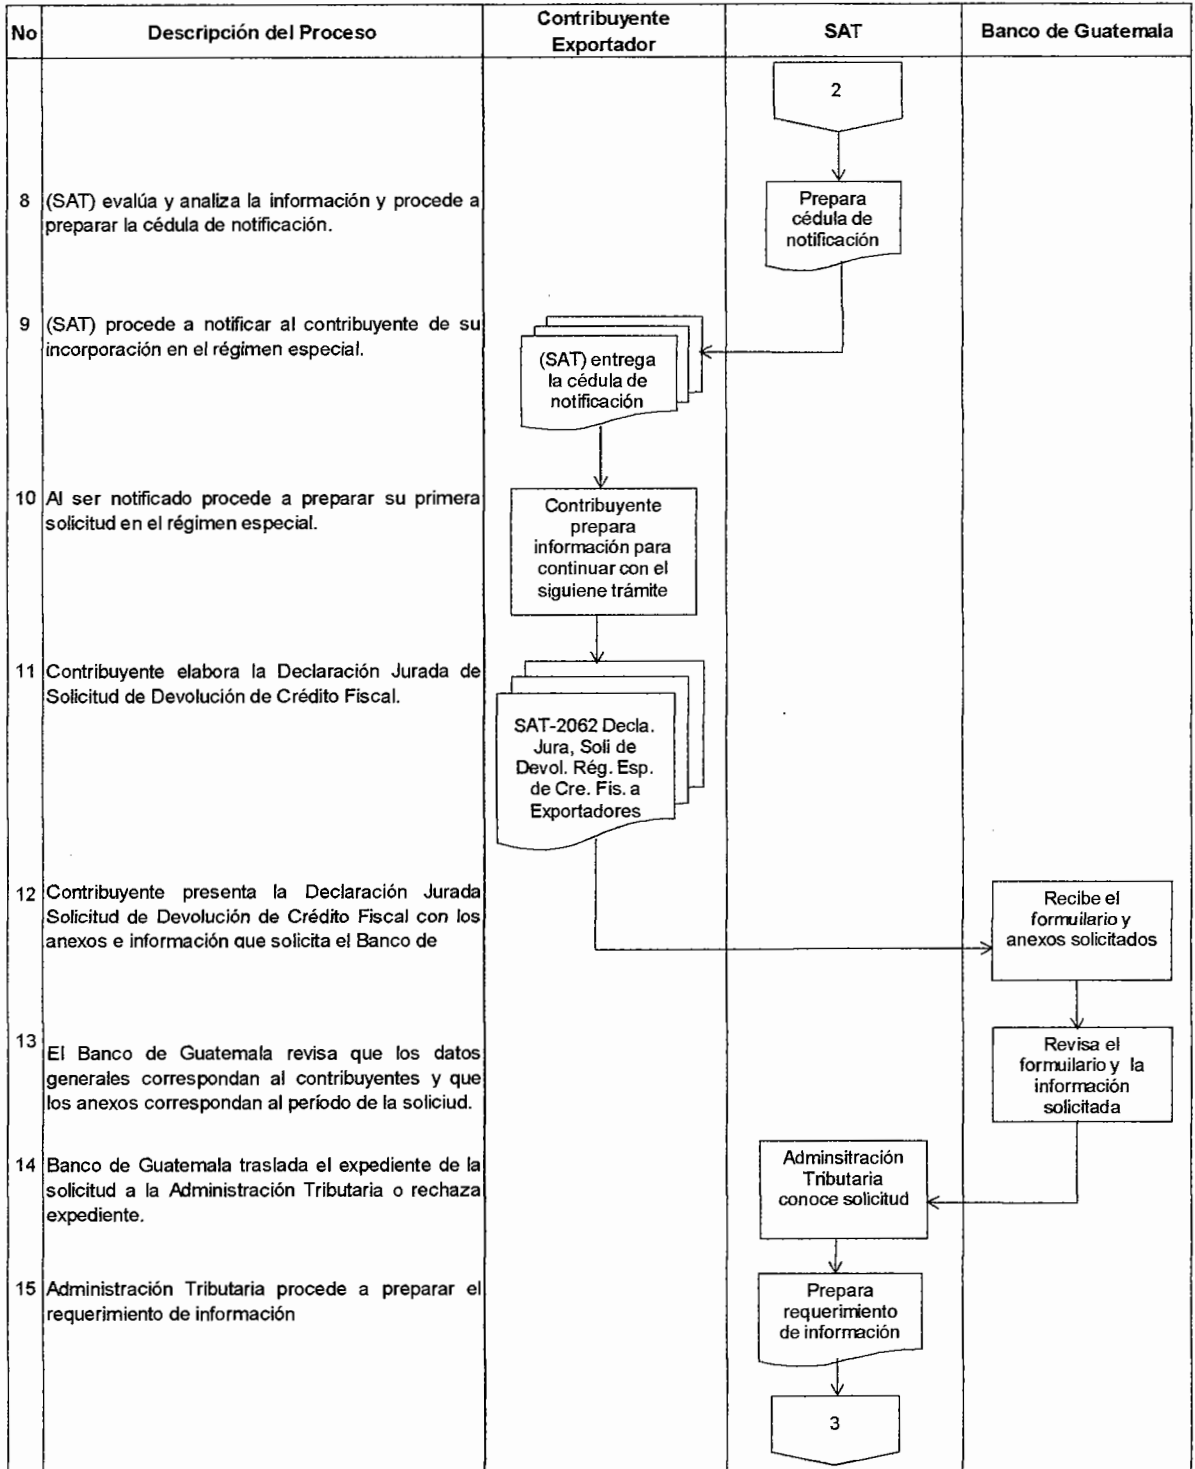 No
Descripción del Proceso
Contribuyente
Exportador
SAT
Banco de Guatemala
2
8
(SAT) evalúa y analiza la información y procede a
preparar la cédula de notificación.
Prepara
cédula de
notificación
9
(SAT) procede a notificar al contribuyente de su
incorporación en el régimen especial.
(SAT) entrega
la cédula de
notificación
10
Al ser notificado procede a preparar su primera
solicitud en el régimen especial.
Contribuyente
prepara
información para
continuar con el
siguiene trámite
11
Contribuyente elabora la Declaración Jurada de
Solicitud de Devolución de Crédito Fiscal.
SAT-2062 Decla.
Jura, Soli de
Devol. Rég. Esp.
de Cre. Fis. a
Exportadores
12
Contribuyente presenta la Declaración Jurada
Solicitud de Devolución de Crédito Fiscal con los
anexos e información que solicita el Banco de
Recibe el
formuilario y
anexos solicitados
13
El Banco de Guatemala revisa que los datos
generales correspondan al contribuyentes y que
los anexos correspondan al período de la soliciud.
Revisa el
formuilario y la
información
solicitada
14
Banco de Guatemala traslada el expediente de la
solicitud a la Administración Tributaria o rechaza
expediente.
Adminsitración
Tributaria
conoce solicitud
15
Administración Tributaria procede a preparar el
requerimiento de información
Prepara
requerimiento
de información
3